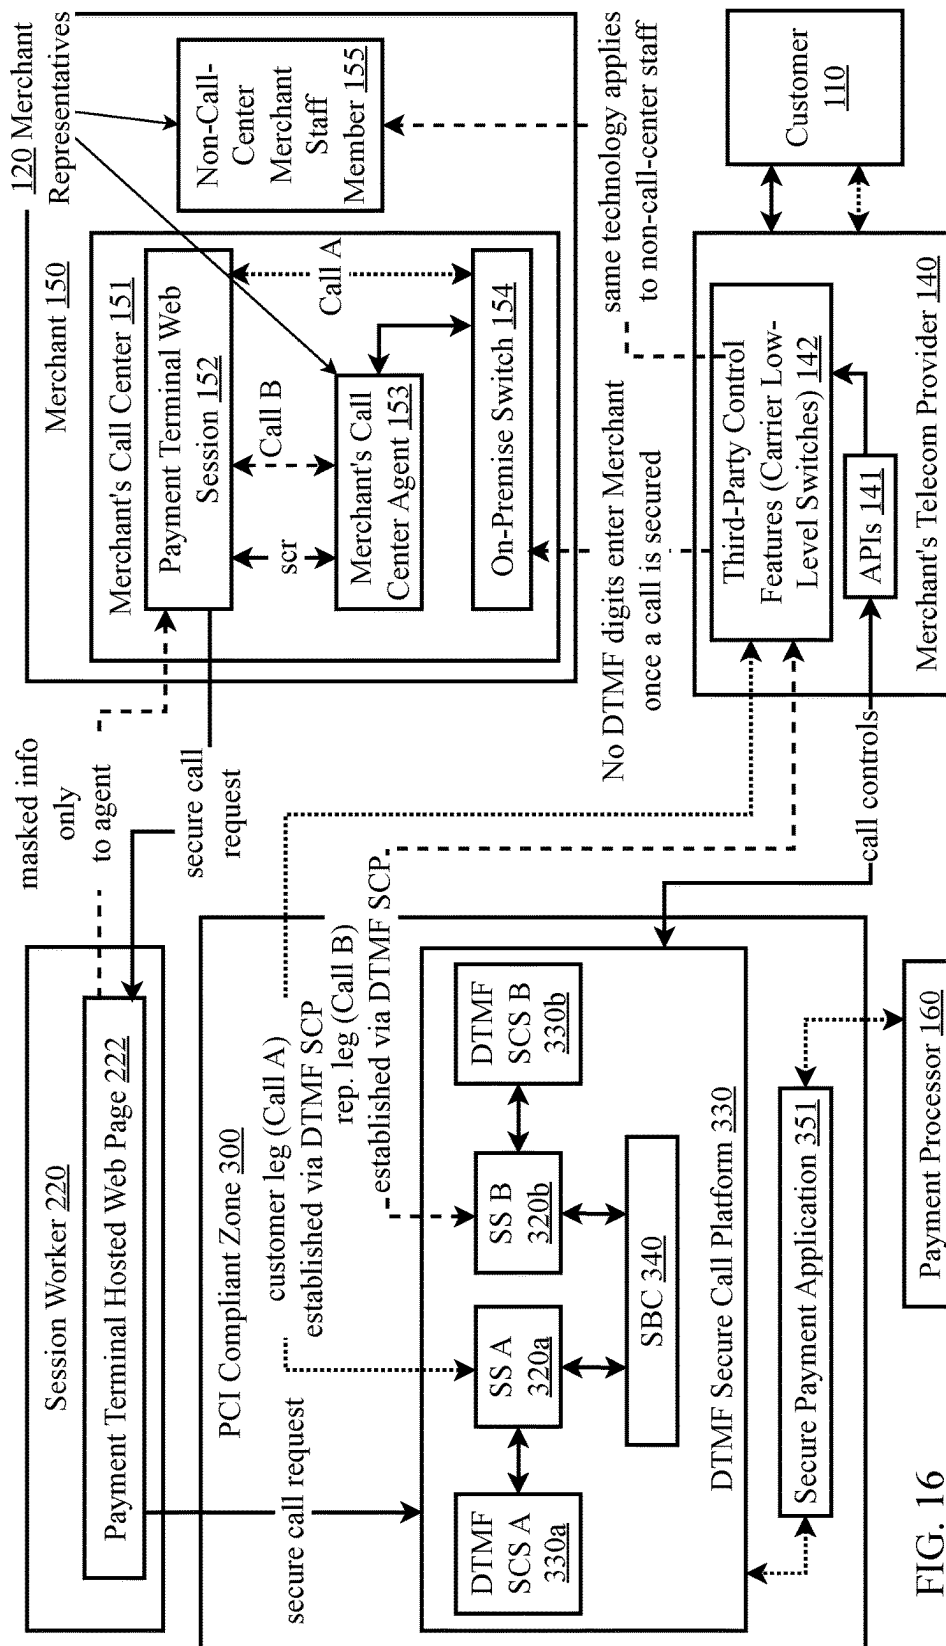 Session Worker 220
Payment Terminal Hosted Web Page 222
masked info
only
to agent
secure call
request
120 Merchant
Representatives
Merchant 150
Merchant's Call Center 151
Payment Terminal Web
Session 152
Non-Call-
Center
Merchant
Staff
Member 155
scr
Call B
Call A
Merchant's Call
Center Agent 153
On-Premise Switch 154
PCI Compliant Zone 300
secure call request
customer leg (Call A)
established via DTMF SCP
rep. leg (Call B)
established via DTMF SCP
DTMF
SCS A
330a
SS A
320a
SS B
320b
DTMF
SCS B
330b
SBC 340
DTMF Secure Call Platform 330
Secure Payment Application 351
Payment Processor 160
No DTMF digits enter Merchant
once a call is secured
same technology applies
to non-call-center staff
Third-Party Control
Features (Carrier Low-
Level Switches) 142
APIs 141
call controls
Merchant's Telecom Provider 140
Customer
110
FIG. 16